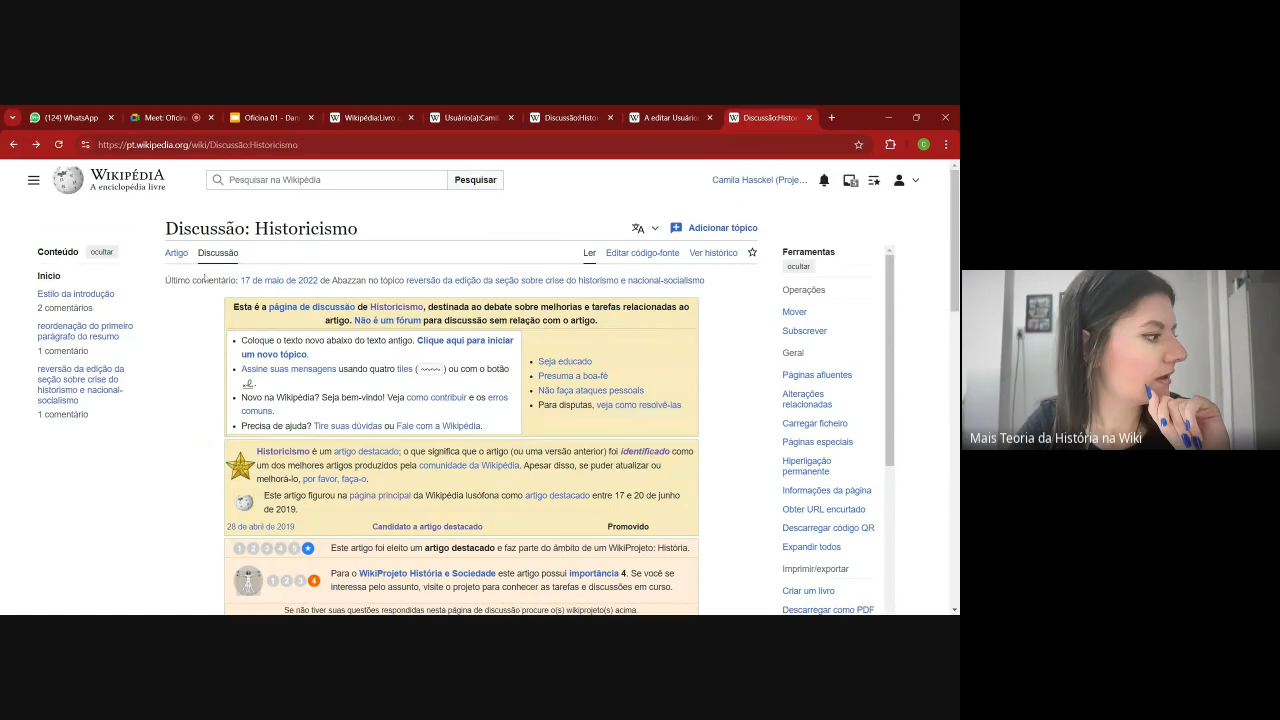 (124) WhatsApp
Meet: Oficin
Oficina 01 - Dan
Wikipédia:Livro d
Usuário(a):Camil
Discussão:Histor
A editar Usuário
Discussão:Histor
https://pt.wikipedia.org/wiki/Discussão:Historicismo
WIKIPÉDIA
A enciclopédia livre
Pesquisar na Wikipédia
Pesquisar
Camila Hasckel (Proje…
Discussão: Historicismo
Adicionar tópico
Artigo Discussão
Ler Editar código-fonte Ver histórico
Último comentário: 17 de maio de 2022 de Abazzan no tópico reversão da edição da seção sobre crise do historismo e nacional-socialismo
Conteúdo ocultar
Início
Estilo da introdução
2 comentários
reordenação do primeiro
parágrafo do resumo
1 comentário
reversão da edição da
seção sobre crise do
historismo e nacional-
socialismo
1 comentário
Esta é a página de discussão de Historicismo, destinada ao debate sobre melhorias e tarefas relacionadas ao
artigo. Não é um fórum para discussão sem relação com o artigo.
Coloque o texto novo abaixo do texto antigo. Clique aqui para iniciar
um novo tópico.
Assine suas mensagens usando quatro tiles ( ~~~~ ) ou com o botão
.
Novo na Wikipédia? Seja bem-vindo! Veja como contribuir e os erros
comuns.
Precisa de ajuda? Tire suas dúvidas ou Fale com a Wikipédia.
Seja educado
Presuma a boa-fé
Não faça ataques pessoais
Para disputas, veja como resolvê-las
Historicismo é um artigo destacado; o que significa que o artigo (ou uma versão anterior) foi identificado como
um dos melhores artigos produzidos pela comunidade da Wikipédia. Apesar disso, se puder atualizar ou
melhorá-lo, por favor, faça-o.
Este artigo figurou na página principal da Wikipédia lusófona como artigo destacado entre 17 e 20 de junho
de 2019.
28 de abril de 2019 Candidato a artigo destacado Promovido
1 2 3 4 5 Este artigo foi eleito um artigo destacado e faz parte do âmbito de um WikiProjeto: História.
1 2 3 4 Para o WikiProjeto História e Sociedade este artigo possui importância 4. Se você se
interessa pelo assunto, visite o projeto para conhecer as tarefas e discussões em curso.
Se não tiver suas questões respondidas nesta página de discussão procure o(s) wikiprojeto(s) acima.
Ferramentas
ocultar
Operações
Mover
Subscrever
Geral
Páginas afluentes
Alterações
relacionadas
Carregar ficheiro
Páginas especiais
Hiperligação
permanente
Informações da página
Obter URL encurtado
Descarregar código QR
Expandir todos
Imprimir/exportar
Criar um livro
Descarregar como PDF
Mais Teoria da História na Wiki